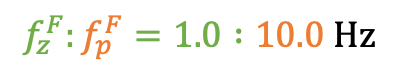 f_z^F : f_p^F = 1.0 : 10.0 Hz